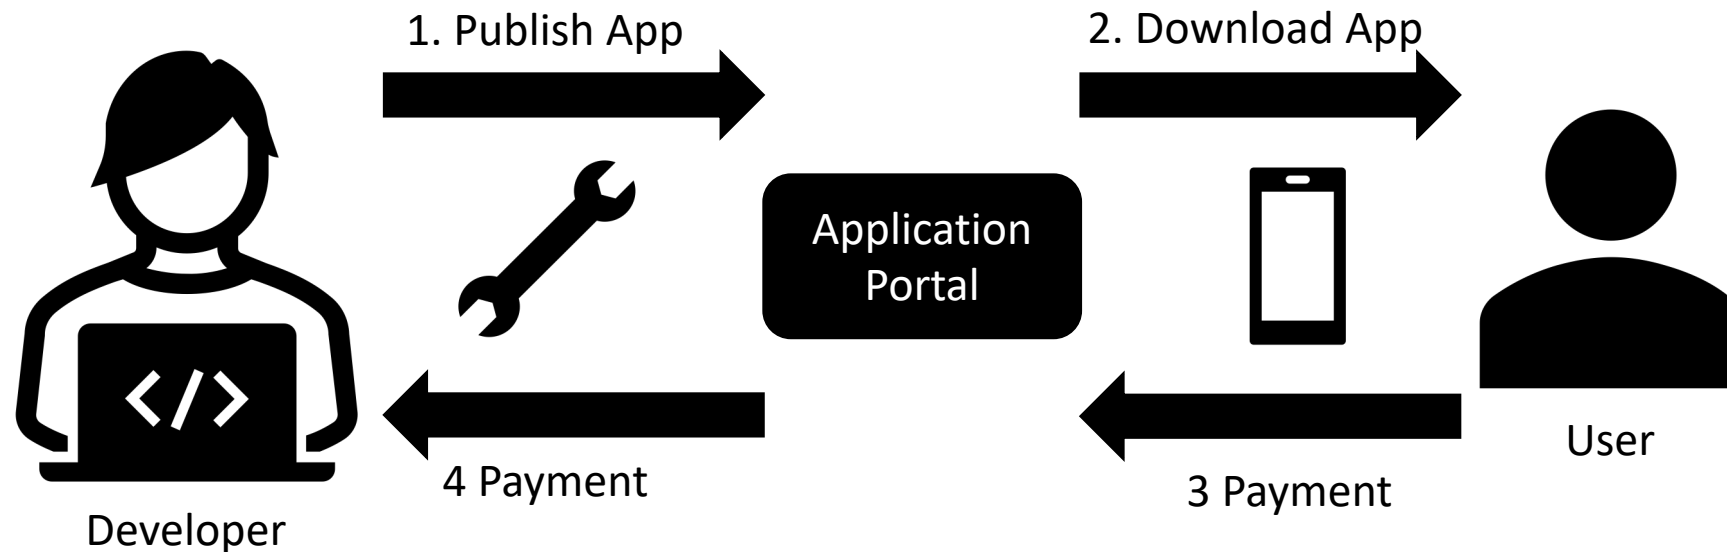 1. Publish App
2. Download App
Application
Portal
</>
4 Payment
3 Payment
User
Developer